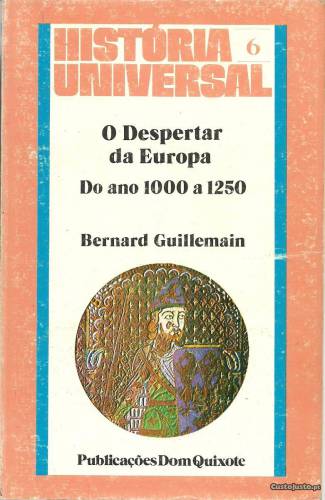 HISTÓRIA 6
UNIVERSAL
O Despertar
da Europa
Do ano 1000 a 1250
Bernard Guillemain
Publicações Dom Quixote
CustoJusto.pt